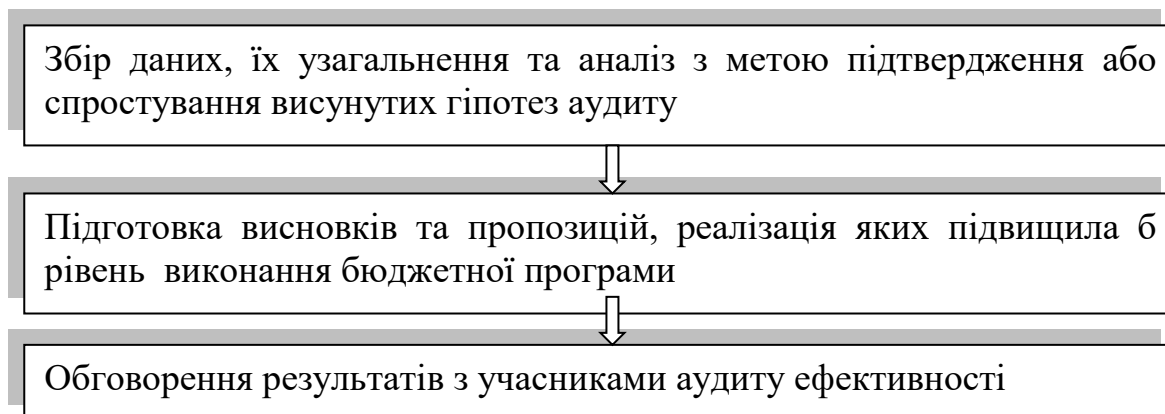 Збір даних, їх узагальнення та аналіз з метою підтвердження або
спростування висунутих гіпотез аудиту
Підготовка висновків та пропозицій, реалізація яких підвищила б
рівень виконання бюджетної програми
Обговорення результатів з учасниками аудиту ефективності